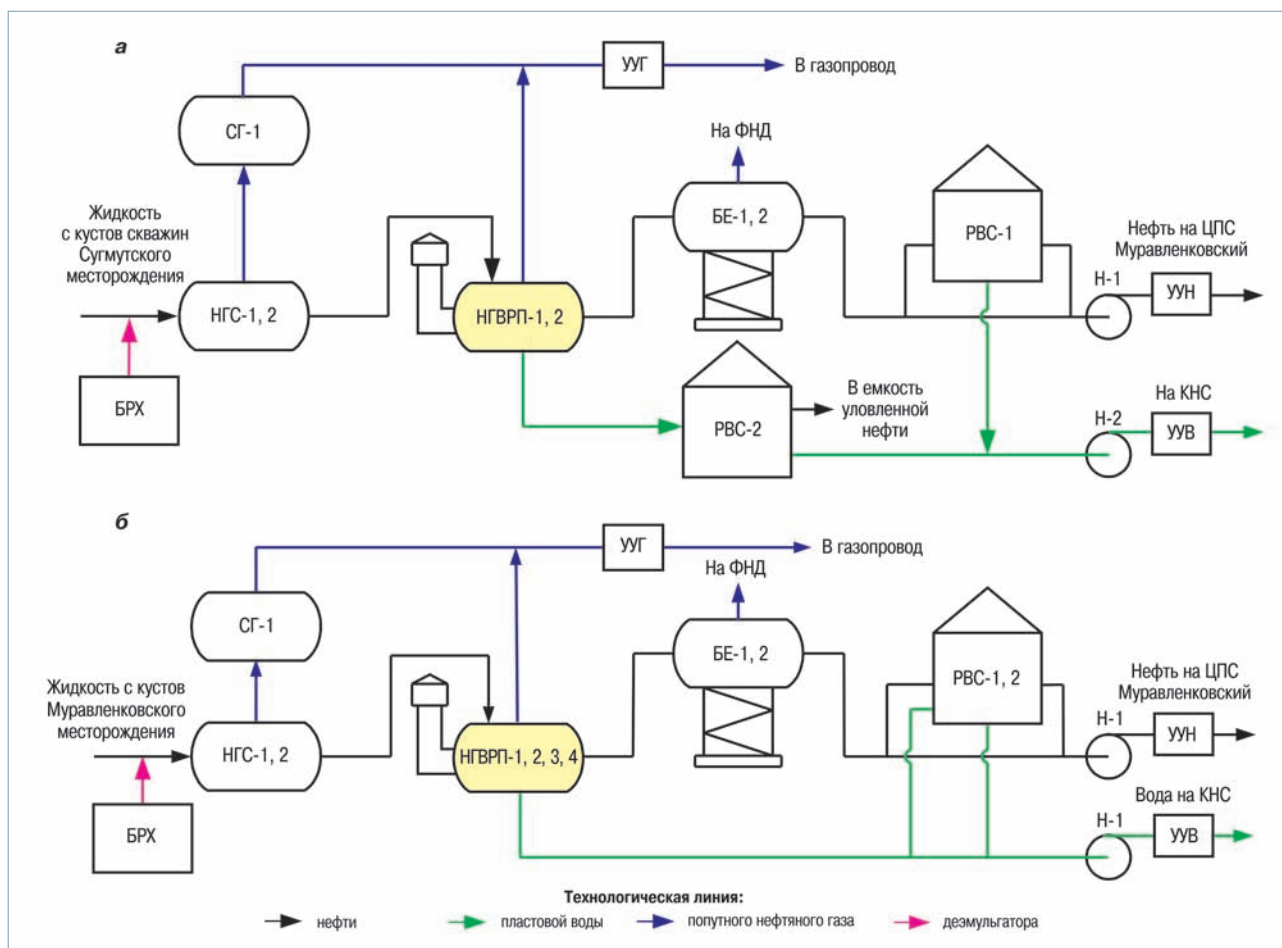 а
УУГ
В газопровод
СГ-1
На ФНД
Жидкость
с кустов скважин
Сугмутского
месторождения
НГС-1, 2
НГВРП-1, 2
БЕ-1, 2
РВС-1
Нефть на ЦПС
Муравленковский
Н-1
УУН
БРХ
РВС-2
В емкость
уловленной
нефти
На КНС
Н-2
УУВ
б
УУГ
В газопровод
СГ-1
На ФНД
Жидкость с кустов
Муравленковского
месторождения
НГС-1, 2
НГВРП-1, 2, 3, 4
БЕ-1, 2
РВС-1, 2
Нефть на ЦПС
Муравленковский
Н-1
УУН
БРХ
Вода на КНС
Н-1
УУВ
Технологическая линия:
нефти
пластовой воды
попутного нефтяного газа
деэмульгатора